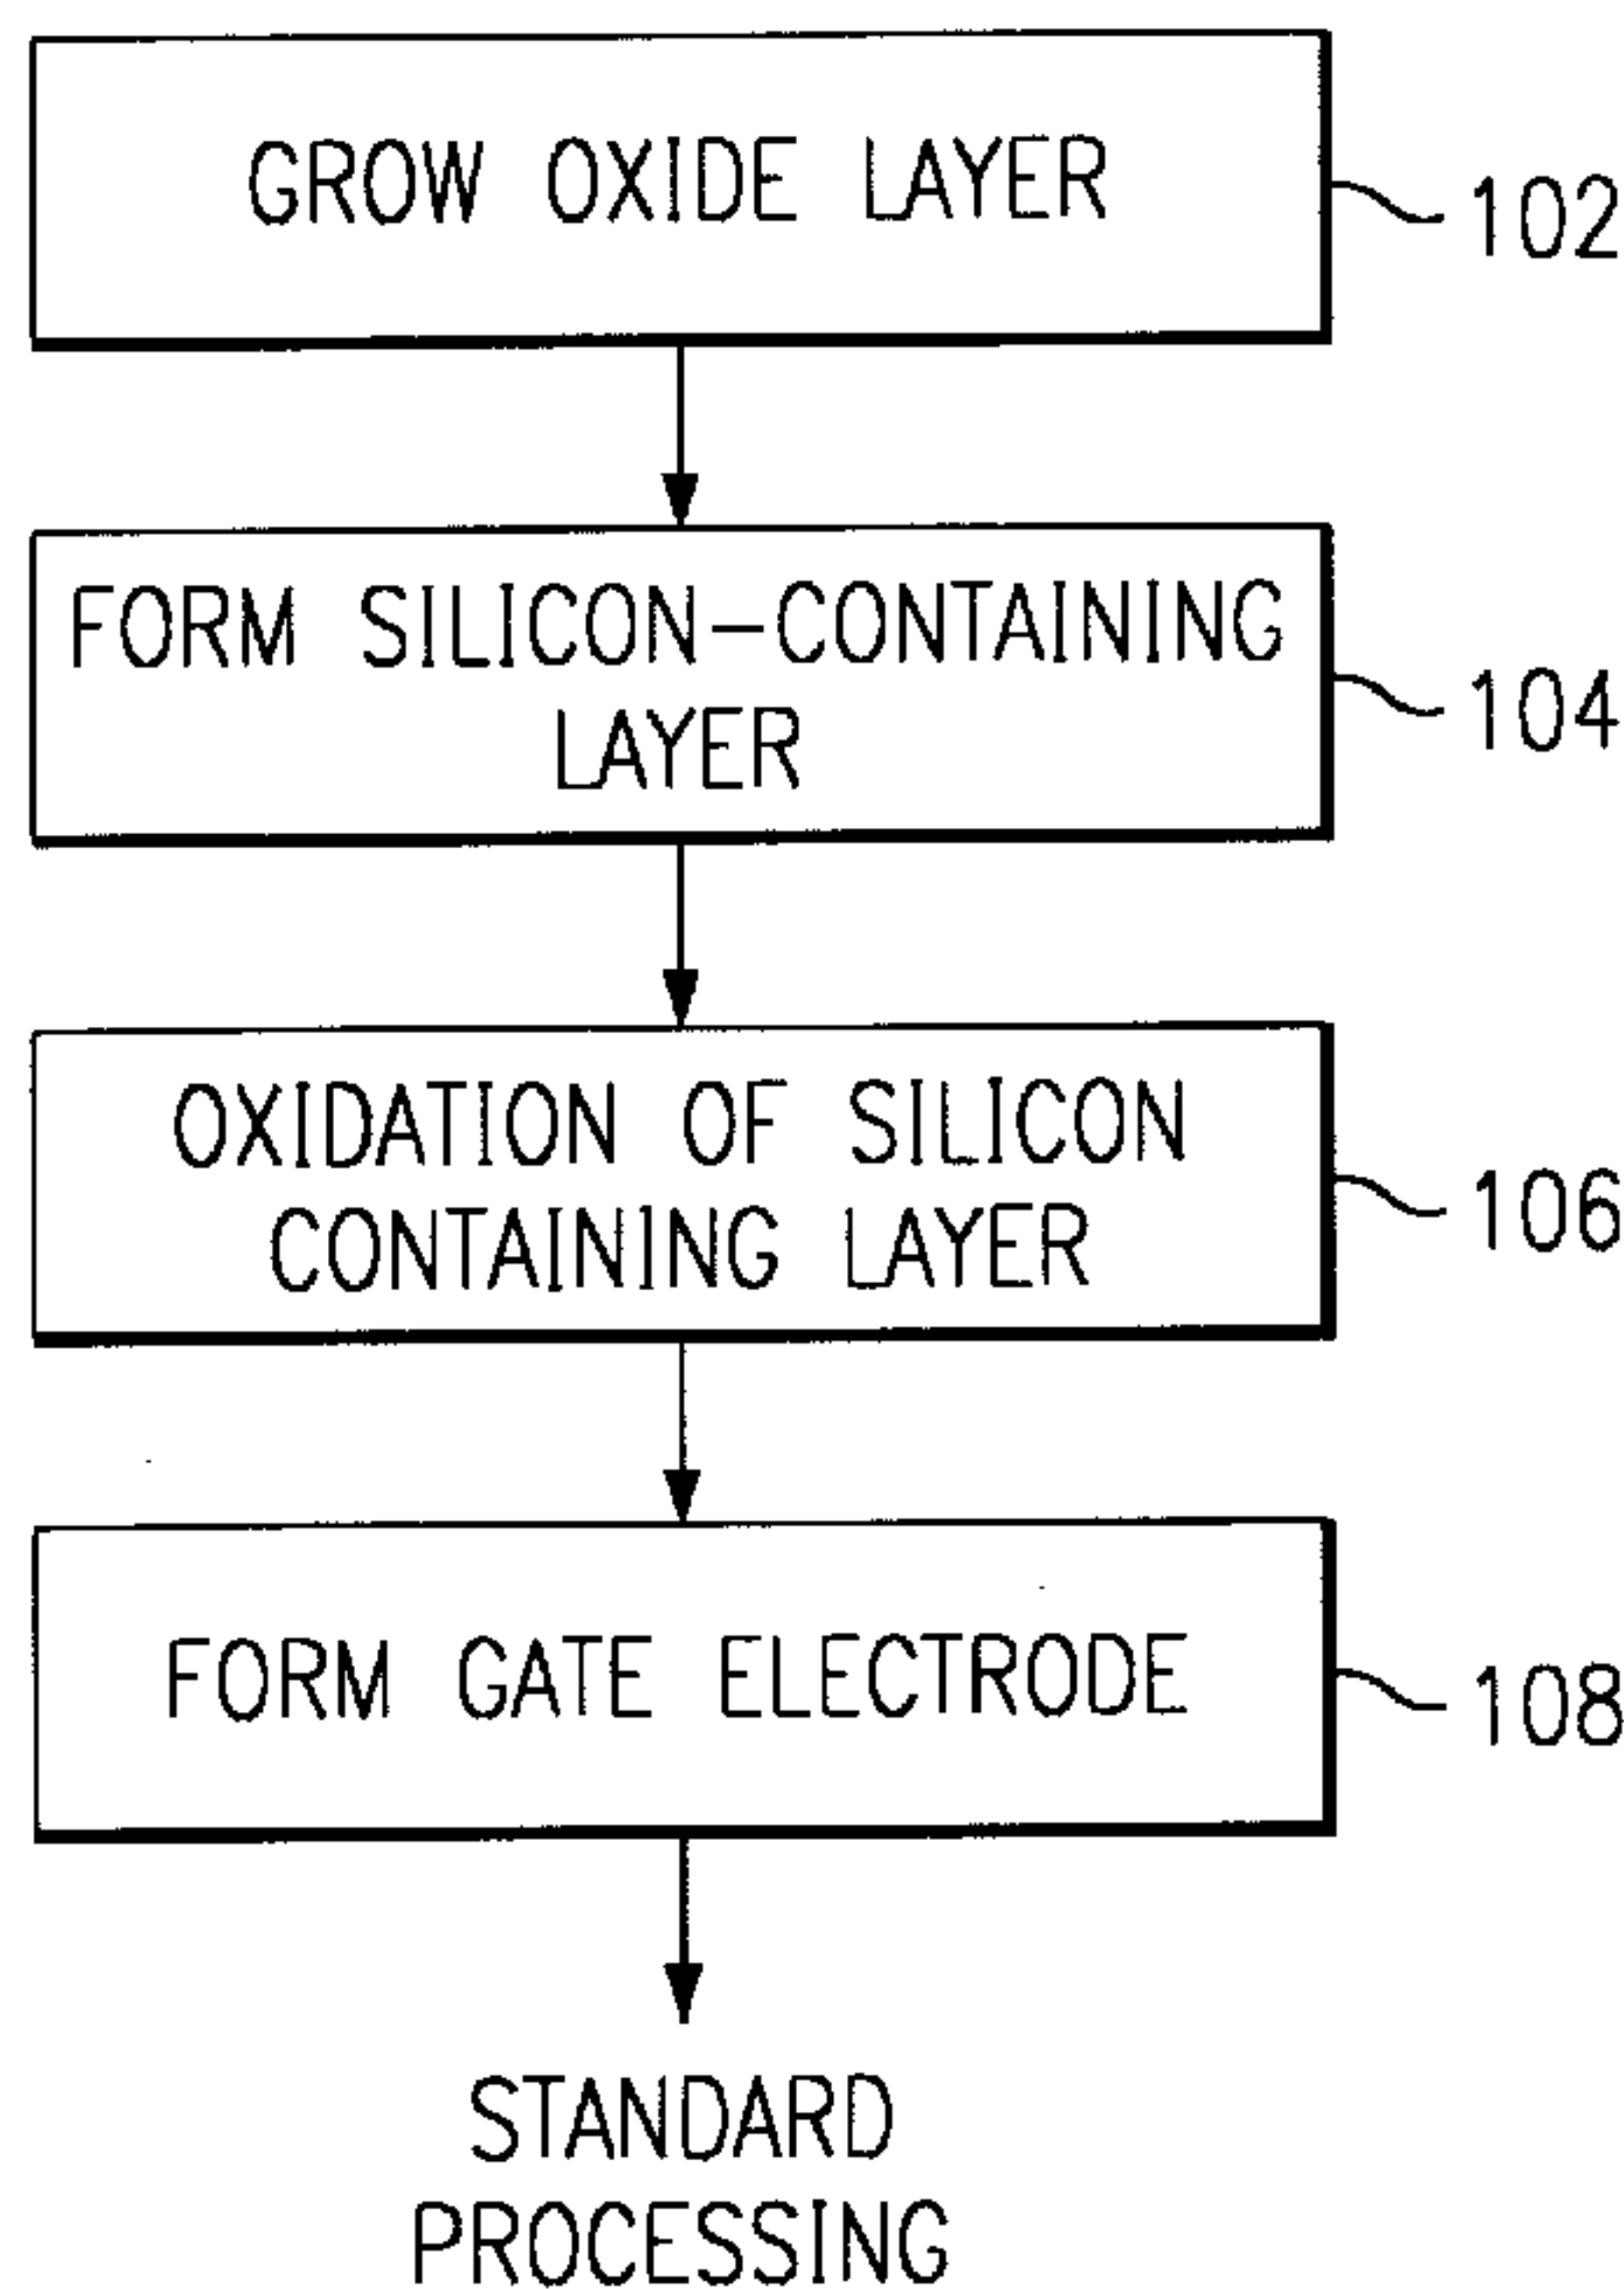 GROW OXIDE LAYER
102
FORM SILICON-CONTAINING
LAYER
104
OXIDATION OF SILICON
CONTAINING LAYER
106
FORM GATE ELECTRODE
108
STANDARD
PROCESSING